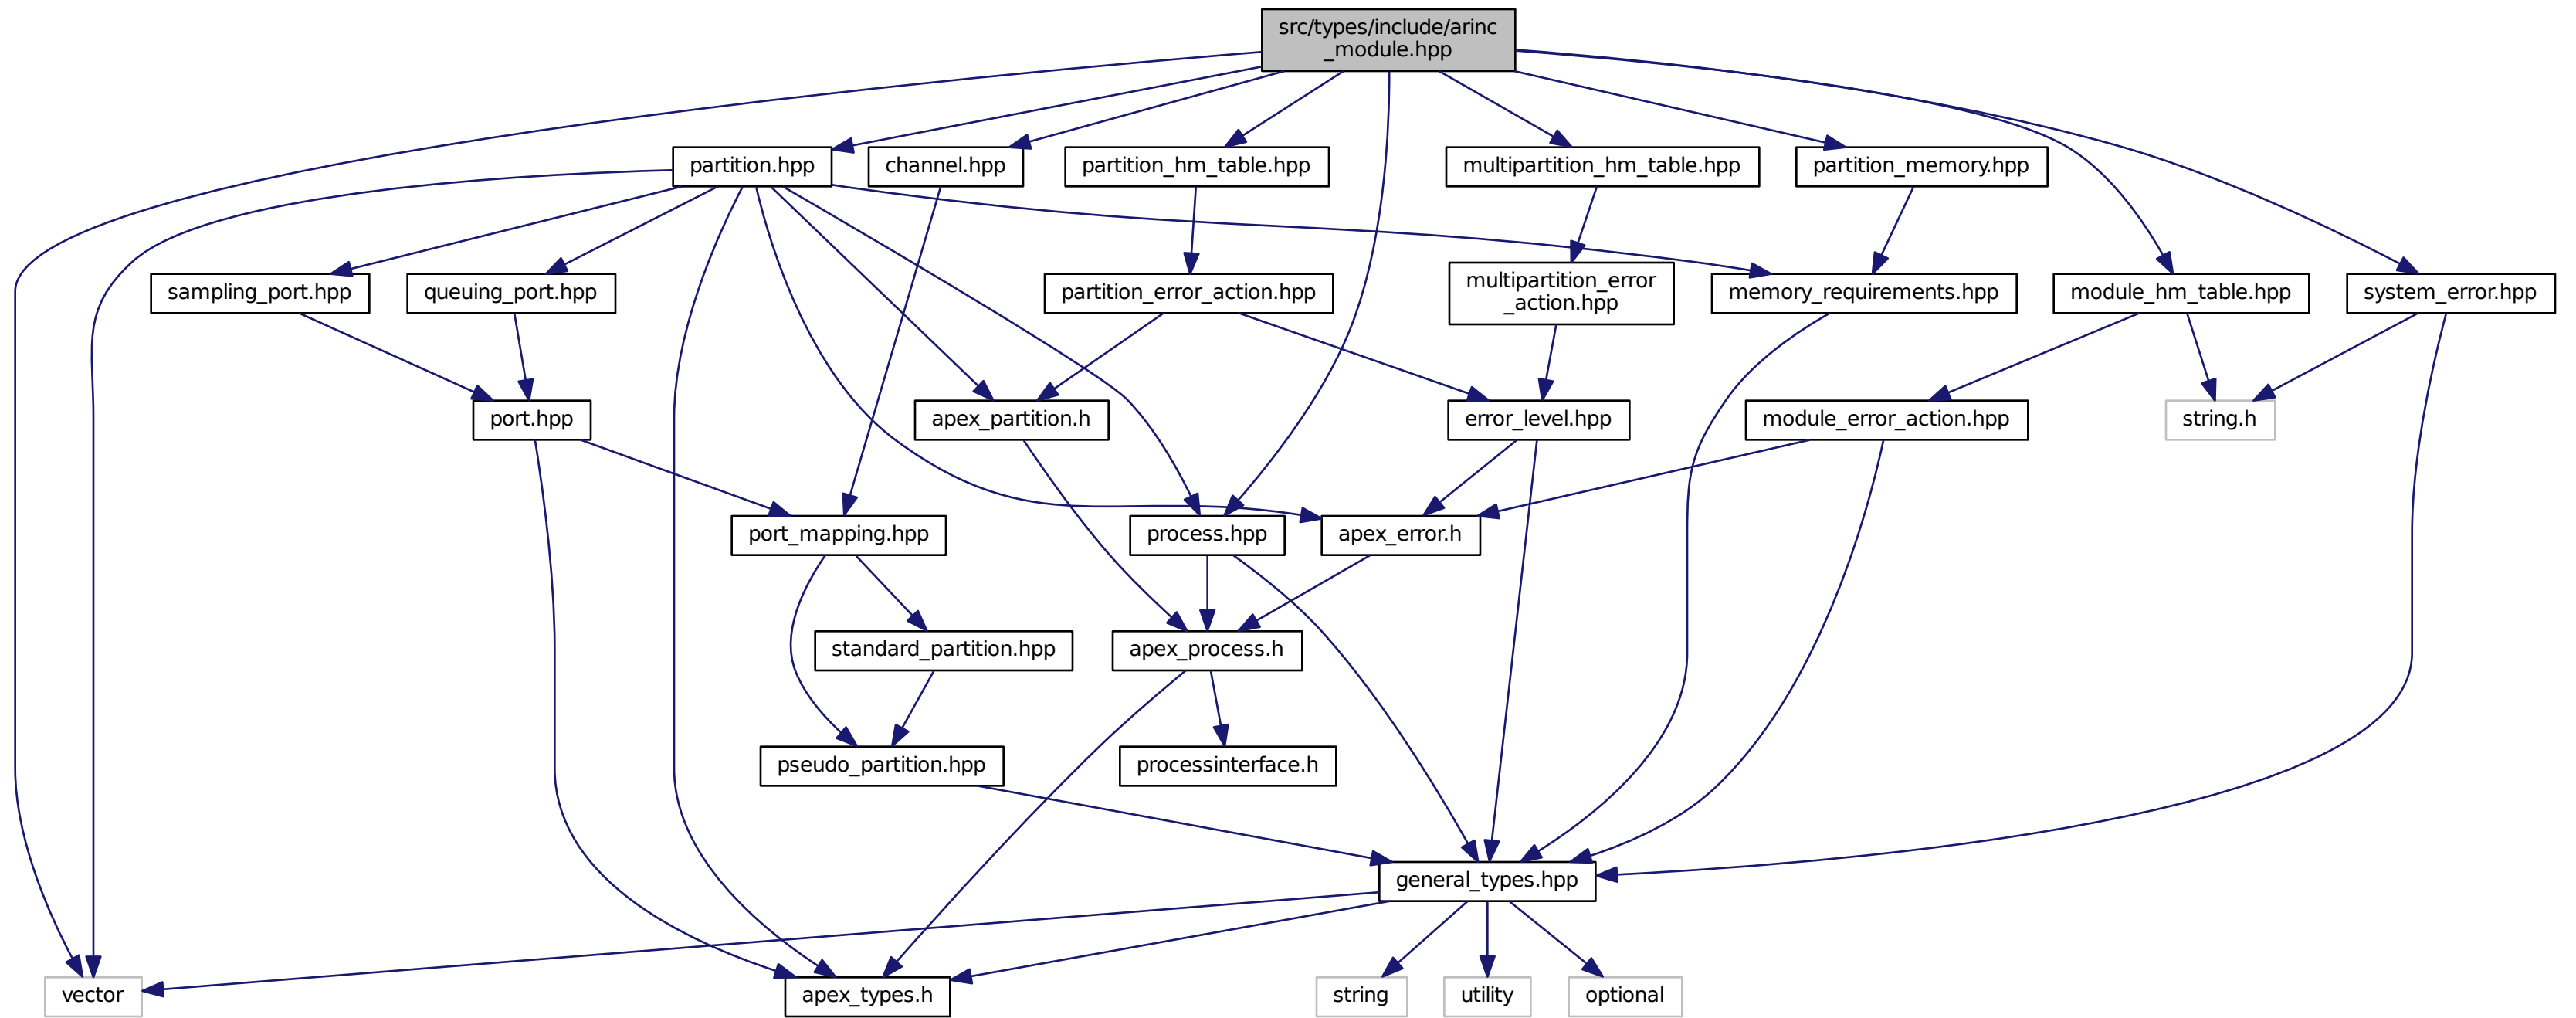 src/types/include/arinc
_module.hpp
partition.hpp
channel.hpp
partition_hm_table.hpp
multipartition_hm_table.hpp
partition_memory.hpp
sampling_port.hpp
queuing_port.hpp
partition_error_action.hpp
multipartition_error
_action.hpp
memory_requirements.hpp
module_hm_table.hpp
system_error.hpp
port.hpp
apex_partition.h
error_level.hpp
module_error_action.hpp
string.h
port_mapping.hpp
process.hpp
apex_error.h
standard_partition.hpp
apex_process.h
pseudo_partition.hpp
processinterface.h
general_types.hpp
vector
apex_types.h
string
utility
optional